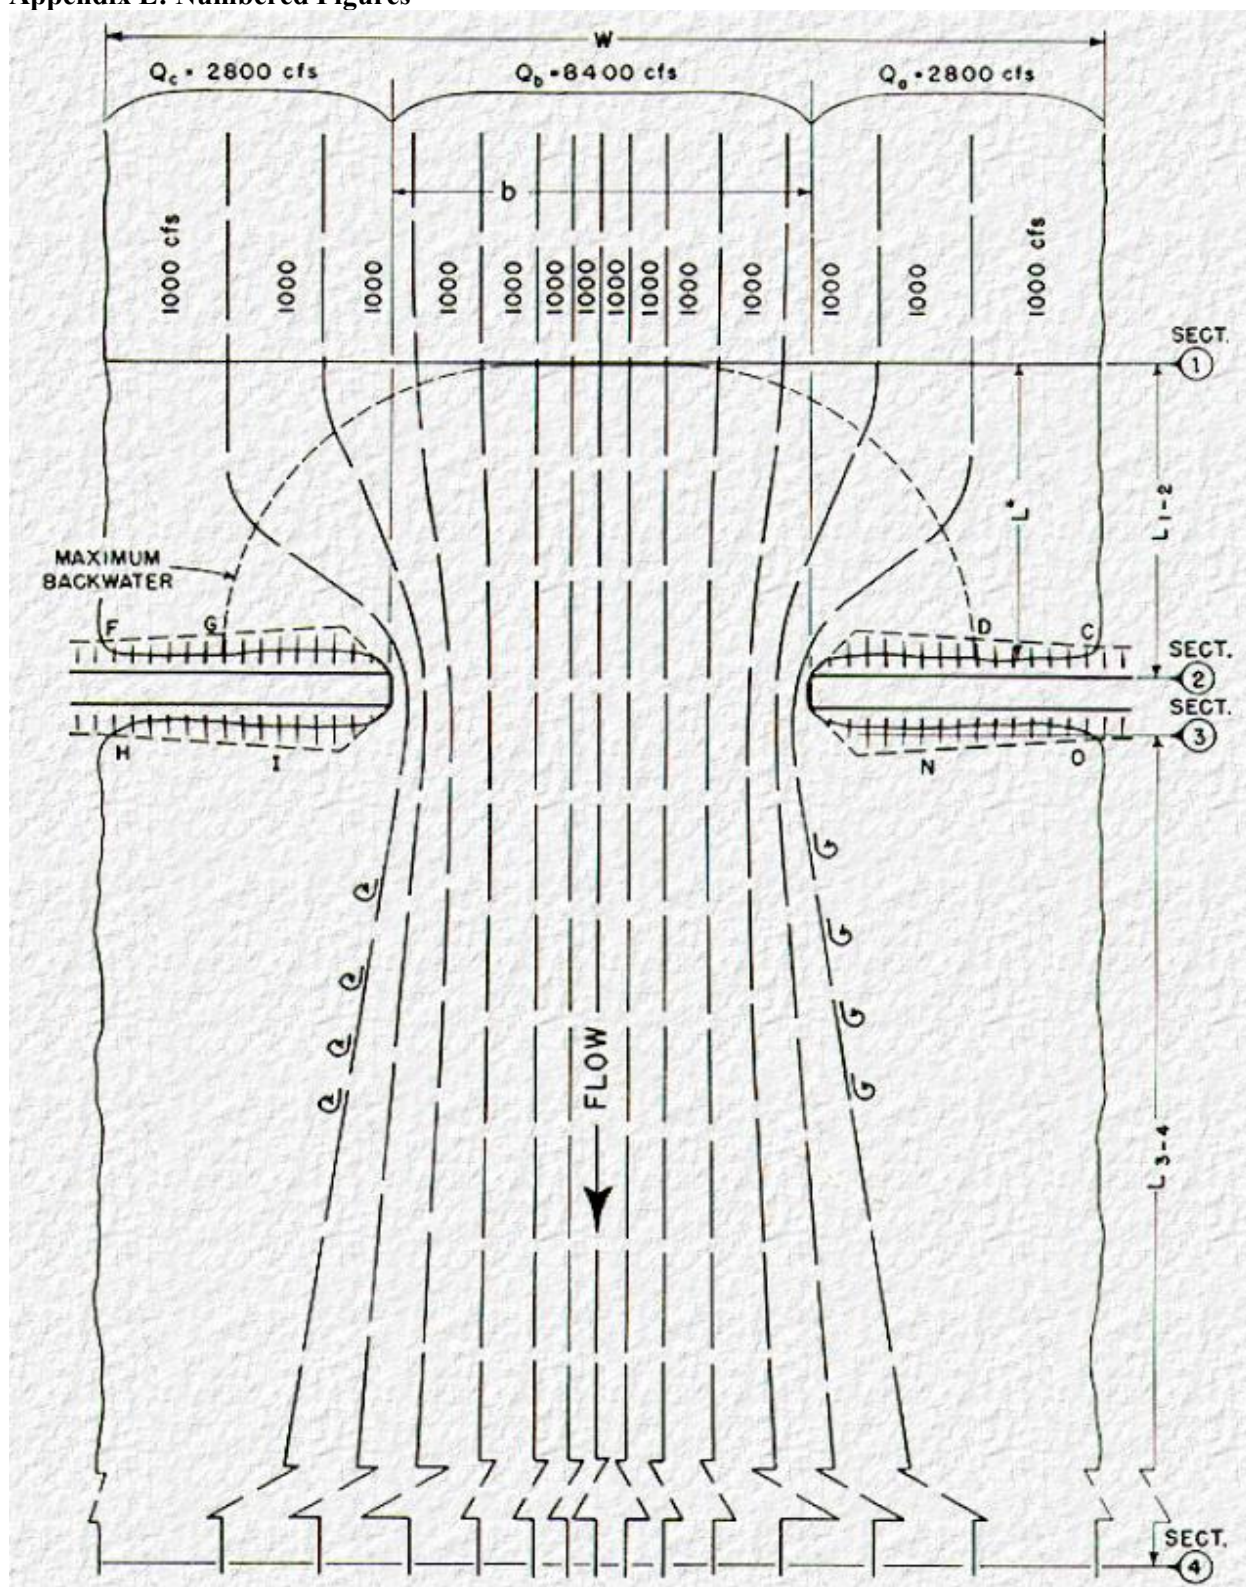 Appendix E: Numbered Figures
W
Qc = 2800 cfs
Qb = 8400 cfs
Qa = 2800 cfs
b
1000 cfs
1000
1000
1000
1000
1000
1000
1000
1000
1000
1000
1000
1000
1000 cfs
SECT.
1
L*
L1-2
MAXIMUM
BACKWATER
F
G
D
C
SECT.
2
SECT.
3
H
I
N
O
FLOW
L3-4
SECT.
4